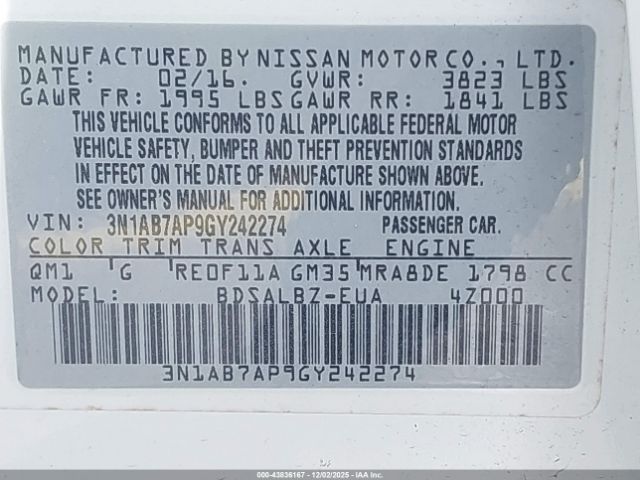 MANUFACTURED BY NISSAN MOTOR CO., LTD.
DATE: 02/16. GVWR: 3823 LBS
GAWR FR: 1995 LBS GAWR RR: 1841 LBS
THIS VEHICLE CONFORMS TO ALL APPLICABLE FEDERAL MOTOR
VEHICLE SAFETY, BUMPER AND THEFT PREVENTION STANDARDS
IN EFFECT ON THE DATE OF MANUFACTURE SHOWN ABOVE.
SEE OWNER'S MANUAL FOR ADDITIONAL INFORMATION.
VIN: 3N1AB7AP9GY242274 PASSENGER CAR.
COLOR TRIM TRANS AXLE ENGINE
QM1 G RE0F11A GM35 MRA8DE 1798 CC
MODEL: BDSALBZ-EUA 4Z000
3N1AB7AP9GY242274
000-43836167 - 12/02/2025 - IAAI.COM